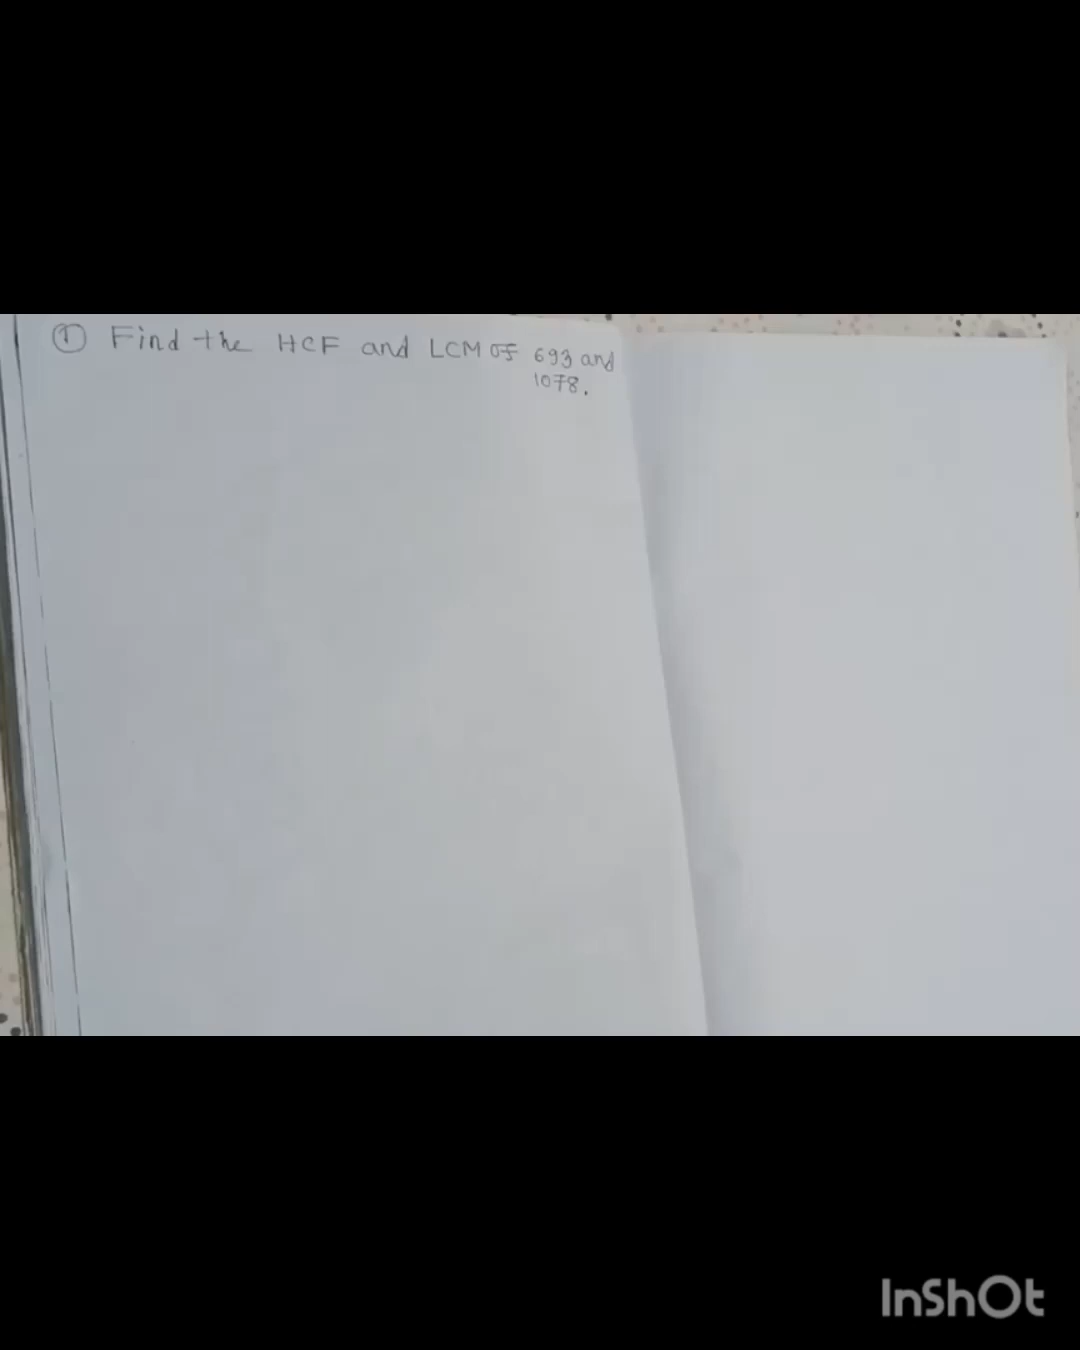 ① Find the HCF and LCM of 693 and
1078.
InShOt